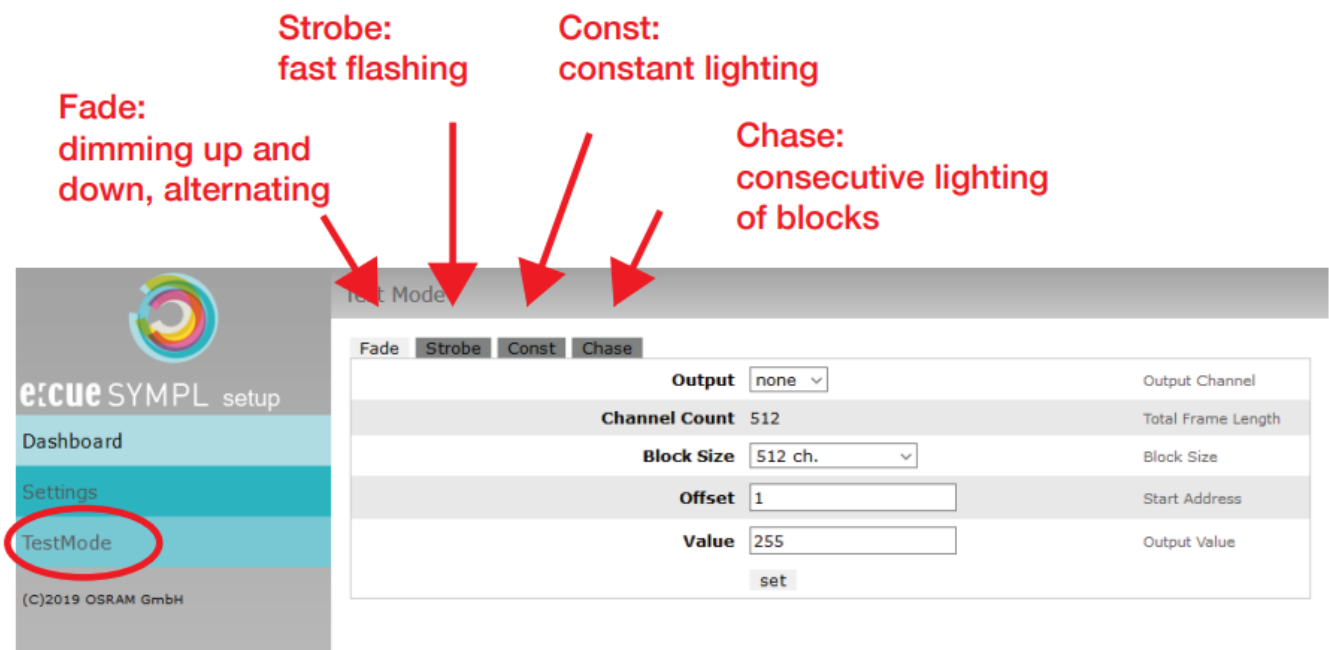 Strobe:
fast flashing
Const:
constant lighting
Fade:
dimming up and
down, alternating
Chase:
consecutive lighting
of blocks
Test Mode
Fade Strobe Const Chase
Output none Output Channel
Channel Count 512 Total Frame Length
Block Size 512 ch. Block Size
Offset 1 Start Address
Value 255 Output Value
set
e:cue SYMPL setup
Dashboard
Settings
TestMode
(C)2019 OSRAM GmbH